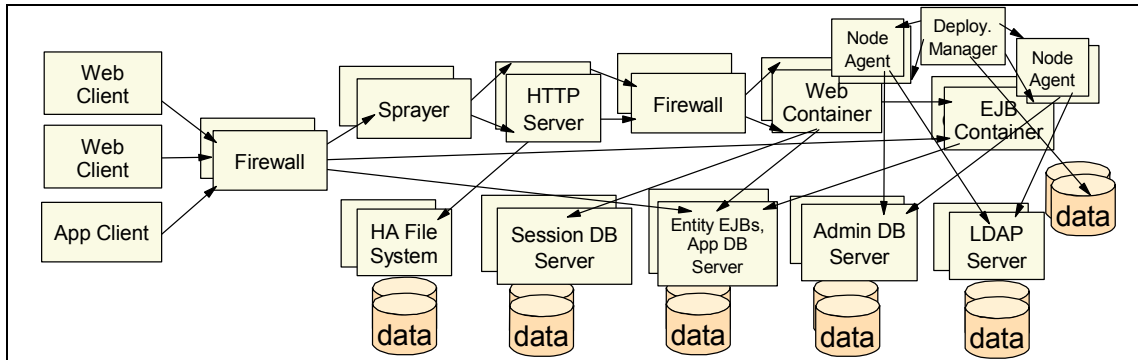 Web
Client
Web
Client
App Client
Firewall
Sprayer
HTTP
Server
Firewall
Web
Container
Node
Agent
Deploy.
Manager
Node
Agent
EJB
Container
HA File
System
Session DB
Server
Entity EJBs,
App DB
Server
Admin DB
Server
LDAP
Server
data
data
data
data
data
data